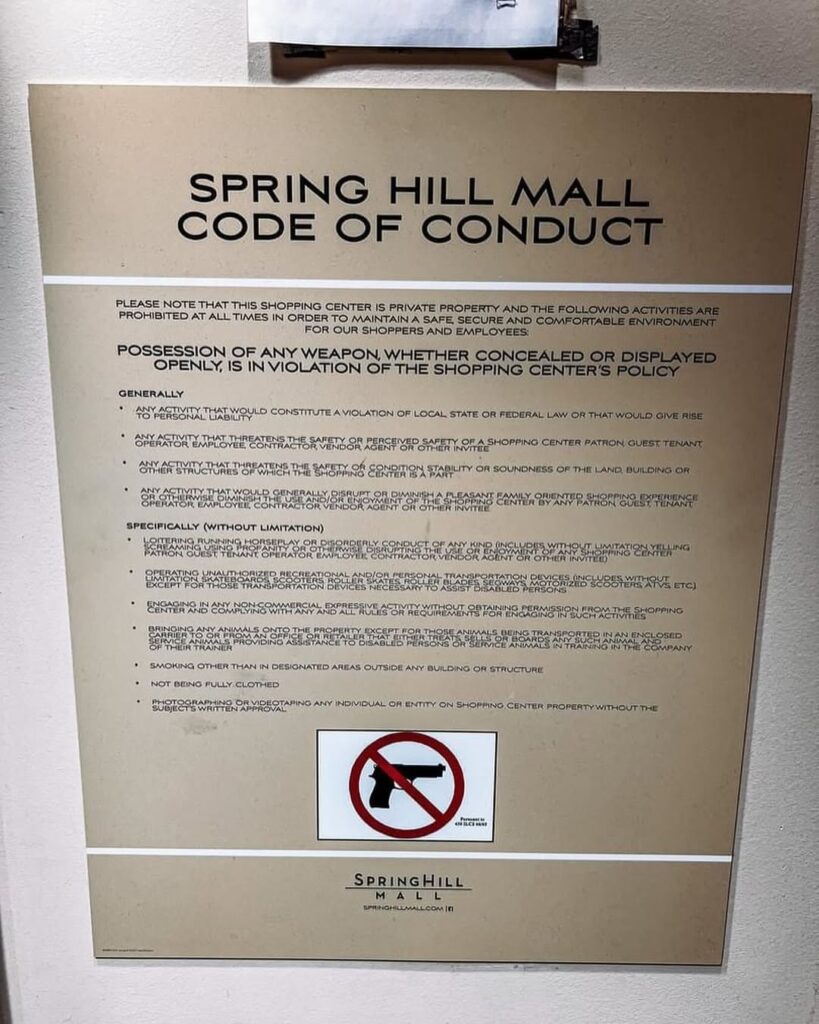 SPRING HILL MALL
CODE OF CONDUCT
PLEASE NOTE THAT THIS SHOPPING CENTER IS PRIVATE PROPERTY AND THE FOLLOWING ACTIVITIES ARE
PROHIBITED AT ALL TIMES IN ORDER TO MAINTAIN A SAFE, SECURE AND COMFORTABLE ENVIRONMENT
FOR OUR SHOPPERS AND EMPLOYEES:
POSSESSION OF ANY WEAPON, WHETHER CONCEALED OR DISPLAYED
OPENLY, IS IN VIOLATION OF THE SHOPPING CENTER'S POLICY
GENERALLY
• ANY ACTIVITY THAT WOULD CONSTITUTE A VIOLATION OF LOCAL STATE OR FEDERAL LAW OR THAT WOULD GIVE RISE
TO PERSONAL LIABILITY
• ANY ACTIVITY THAT THREATENS THE SAFETY OR PERCEIVED SAFETY OF A SHOPPING CENTER PATRON, GUEST, TENANT,
OPERATOR, EMPLOYEE, CONTRACTOR, VENDOR, AGENT OR OTHER INVITEE
• ANY ACTIVITY THAT THREATENS THE SAFETY OR CONDITION, STABILITY OR SOUNDNESS OF THE LAND, BUILDING OR
OTHER STRUCTURES OF WHICH THE SHOPPING CENTER IS A PART
• ANY ACTIVITY THAT WOULD GENERALLY DISRUPT OR DIMINISH A PLEASANT FAMILY ORIENTED SHOPPING EXPERIENCE
OR OTHERWISE DIMINISH THE USE AND/OR ENJOYMENT OF THE SHOPPING CENTER BY ANY PATRON, GUEST, TENANT,
OPERATOR, EMPLOYEE, CONTRACTOR, VENDOR, AGENT OR OTHER INVITEE
SPECIFICALLY (WITHOUT LIMITATION)
• LOITERING RUNNING HORSEPLAY OR DISORDERLY CONDUCT OF ANY KIND (INCLUDES, WITHOUT LIMITATION, YELLING
SCREAMING USING PROFANITY OR OTHERWISE DISRUPTING THE USE OR ENJOYMENT OF ANY SHOPPING CENTER
PATRON, GUEST, TENANT, OPERATOR, EMPLOYEE, CONTRACTOR, VENDOR, AGENT OR OTHER INVITEE)
• OPERATING UNAUTHORIZED RECREATIONAL AND/OR PERSONAL TRANSPORTATION DEVICES (INCLUDES, WITHOUT
LIMITATION, SKATEBOARDS, SCOOTERS, ROLLER SKATES, ROLLER BLADES, SEGWAYS, MOTORIZED SCOOTERS, ATVS, ETC.)
EXCEPT FOR THOSE TRANSPORTATION DEVICES NECESSARY TO ASSIST DISABLED PERSONS
• ENGAGING IN ANY NON-COMMERCIAL EXPRESSIVE ACTIVITY WITHOUT OBTAINING PERMISSION FROM THE SHOPPING
CENTER AND COMPLYING WITH ANY AND ALL RULES OR REQUIREMENTS FOR ENGAGING IN SUCH ACTIVITIES
• BRINGING ANY ANIMALS ONTO THE PROPERTY EXCEPT FOR THOSE ANIMALS BEING TRANSPORTED IN AN ENCLOSED
CARRIER TO OR FROM AN OFFICE OR RETAILER THAT EITHER TREATS, SELLS OR BOARDS ANY SUCH ANIMAL AND
SERVICE ANIMALS PROVIDING ASSISTANCE TO DISABLED PERSONS OR SERVICE ANIMALS IN TRAINING IN THE COMPANY
OF THEIR TRAINER
• SMOKING OTHER THAN IN DESIGNATED AREAS OUTSIDE ANY BUILDING OR STRUCTURE
• NOT BEING FULLY CLOTHED
• PHOTOGRAPHING OR VIDEOTAPING ANY INDIVIDUAL OR ENTITY ON SHOPPING CENTER PROPERTY WITHOUT THE
SUBJECT'S WRITTEN APPROVAL
Pursuant to
430 ILCS 66/65
SPRINGHILL
MALL
SPRINGHILLMALL.COM |